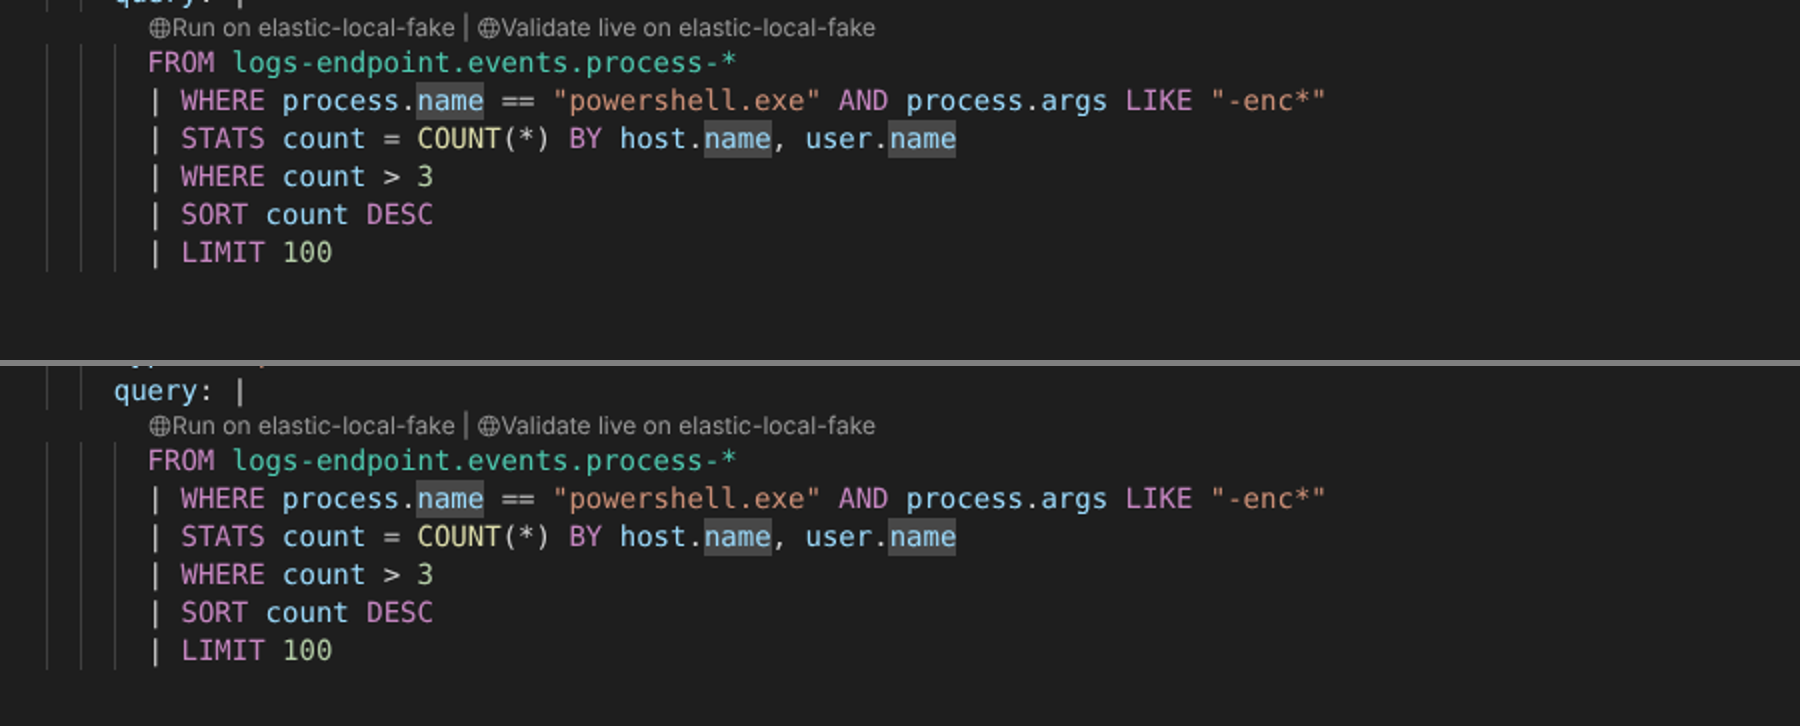 query: |
Run on elastic-local-fake | Validate live on elastic-local-fake
FROM logs-endpoint.events.process-*
| WHERE process.name == "powershell.exe" AND process.args LIKE "-enc*"
| STATS count = COUNT(*) BY host.name, user.name
| WHERE count > 3
| SORT count DESC
| LIMIT 100
query: |
Run on elastic-local-fake | Validate live on elastic-local-fake
FROM logs-endpoint.events.process-*
| WHERE process.name == "powershell.exe" AND process.args LIKE "-enc*"
| STATS count = COUNT(*) BY host.name, user.name
| WHERE count > 3
| SORT count DESC
| LIMIT 100